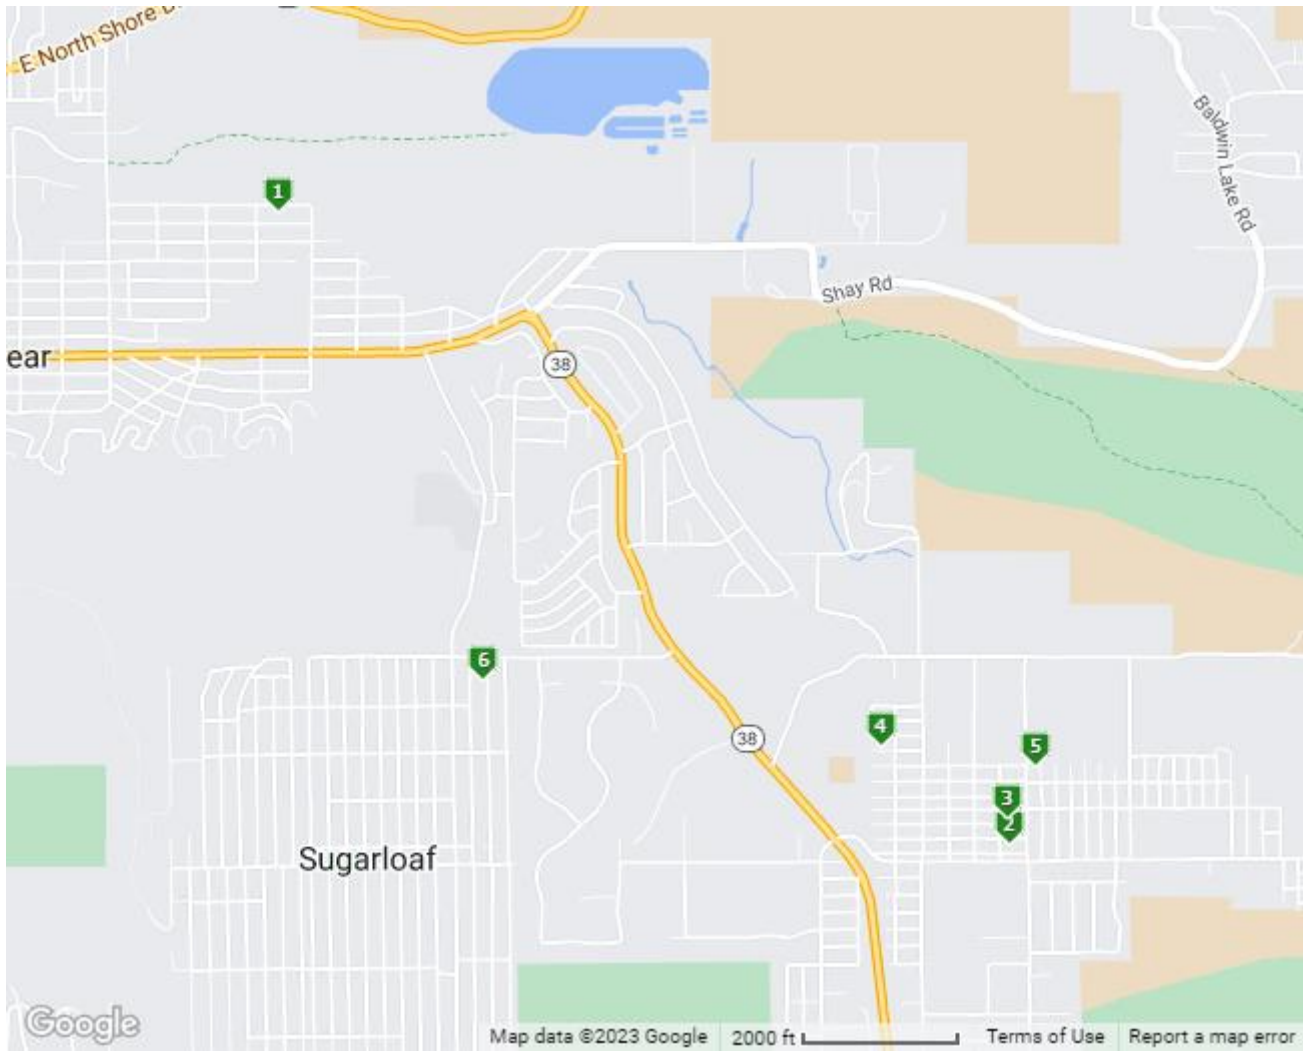 E North Shore D
Baldwin Lake Rd
1
Shay Rd
ear
38
6
38
4
5
3
2
Sugarloaf
Google
Map data ©2023 Google 2000 ft Terms of Use Report a map error